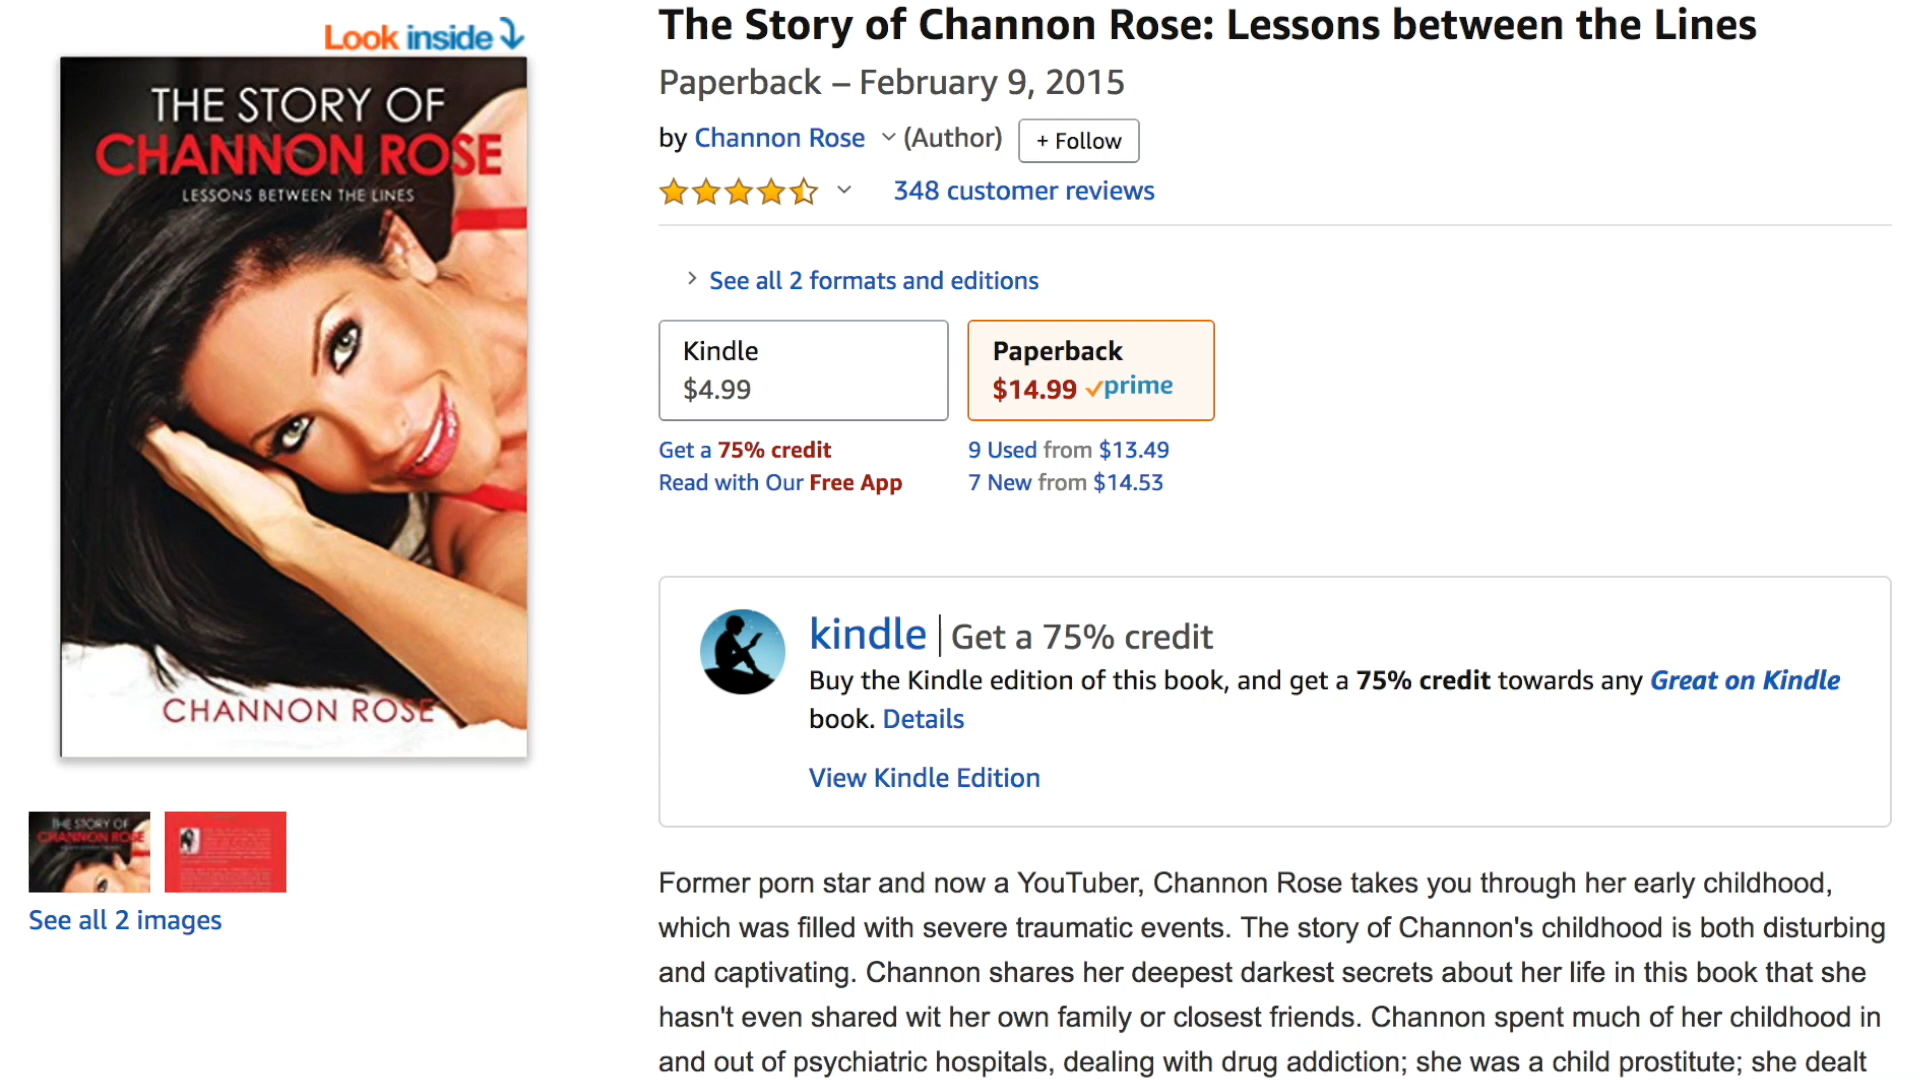 Look inside
THE STORY OF
CHANNON ROSE
LESSONS BETWEEN THE LINES
CHANNON ROSE
THE STORY OF
CHANNON ROSE
See all 2 images
The Story of Channon Rose: Lessons between the Lines
Paperback – February 9, 2015
by Channon Rose (Author) + Follow
348 customer reviews
See all 2 formats and editions
Kindle
$4.99
Paperback
$14.99 prime
Get a 75% credit
Read with Our Free App
9 Used from $13.49
7 New from $14.53
kindle | Get a 75% credit
Buy the Kindle edition of this book, and get a 75% credit towards any Great on Kindle
book. Details
View Kindle Edition
Former porn star and now a YouTuber, Channon Rose takes you through her early childhood,
which was filled with severe traumatic events. The story of Channon's childhood is both disturbing
and captivating. Channon shares her deepest darkest secrets about her life in this book that she
hasn't even shared wit her own family or closest friends. Channon spent much of her childhood in
and out of psychiatric hospitals, dealing with drug addiction; she was a child prostitute; she dealt